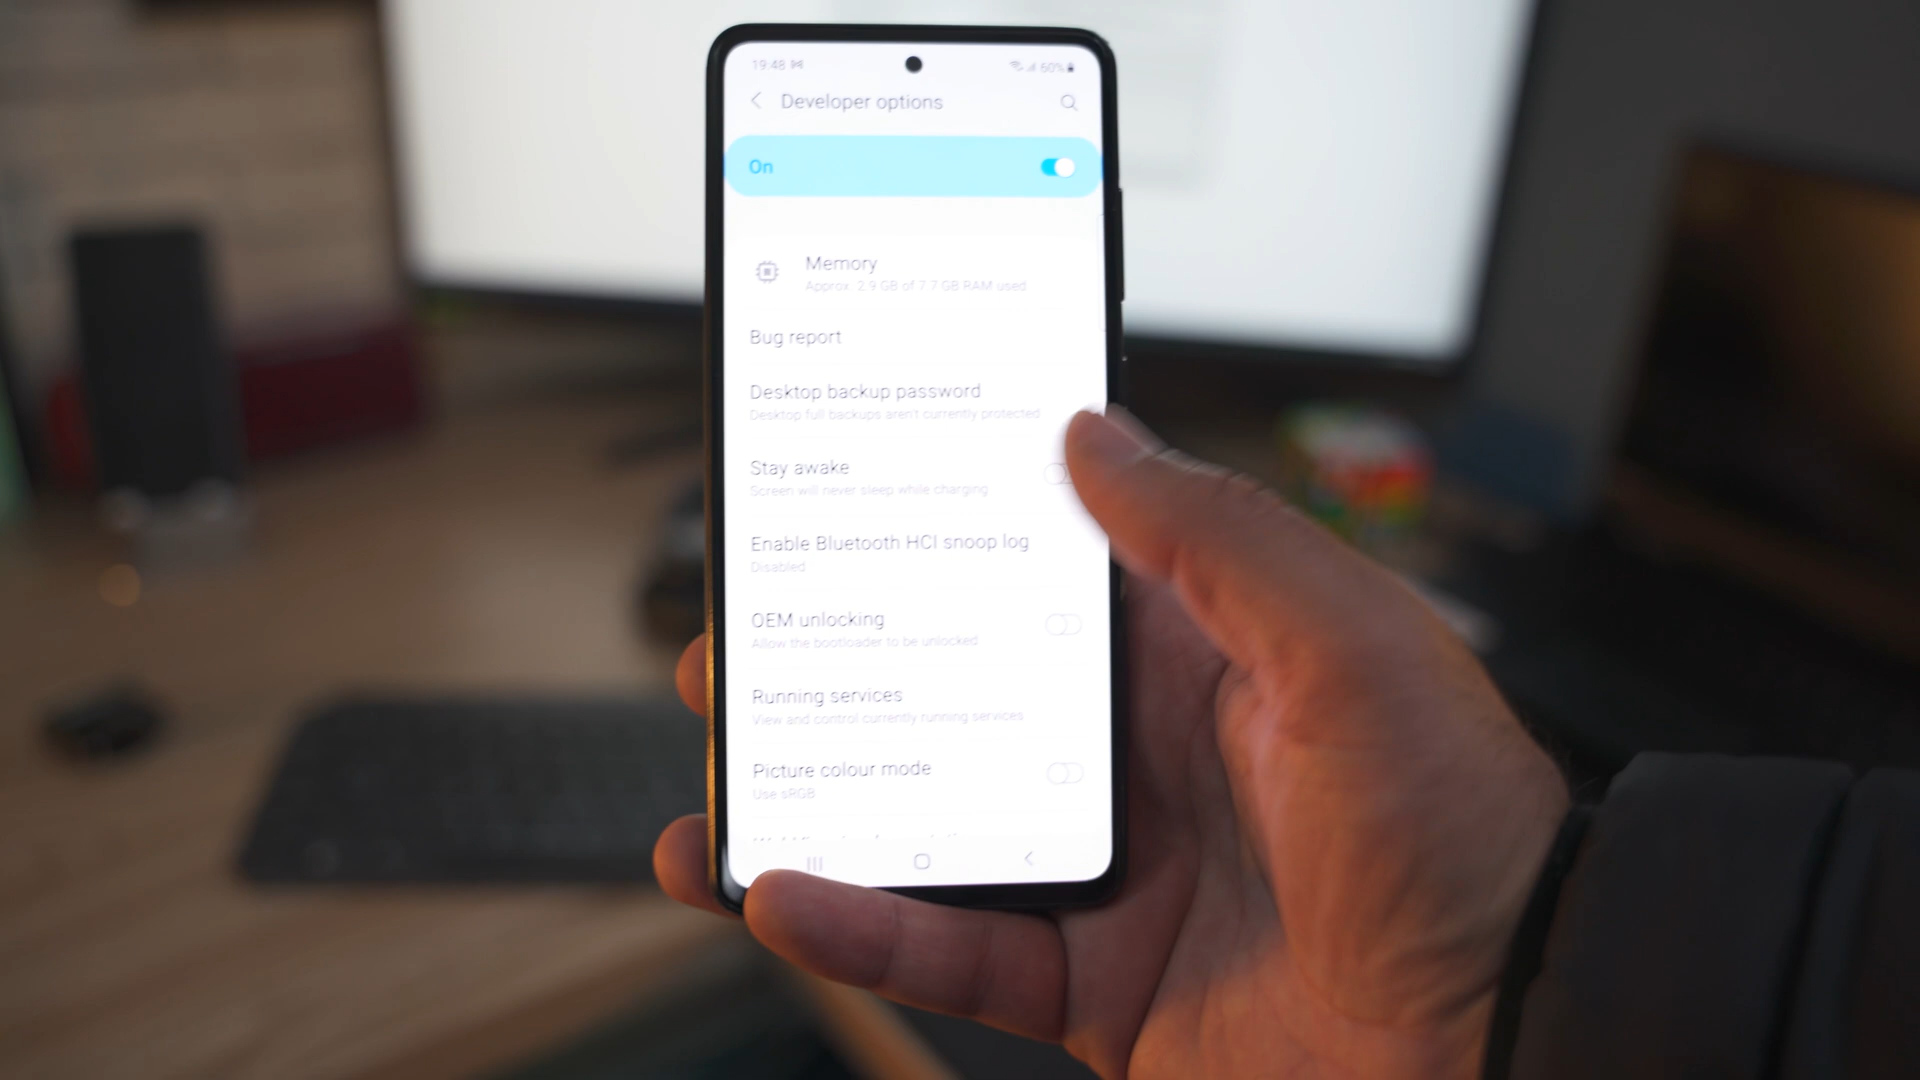 19:48
60%
Developer options
On
Memory
Approx. 2.9 GB of 7.7 GB RAM used
Bug report
Desktop backup password
Desktop full backups aren't currently protected
Stay awake
Screen will never sleep while charging
Enable Bluetooth HCI snoop log
Disabled
OEM unlocking
Allow the bootloader to be unlocked
Running services
View and control currently running services
Picture colour mode
Use sRGB